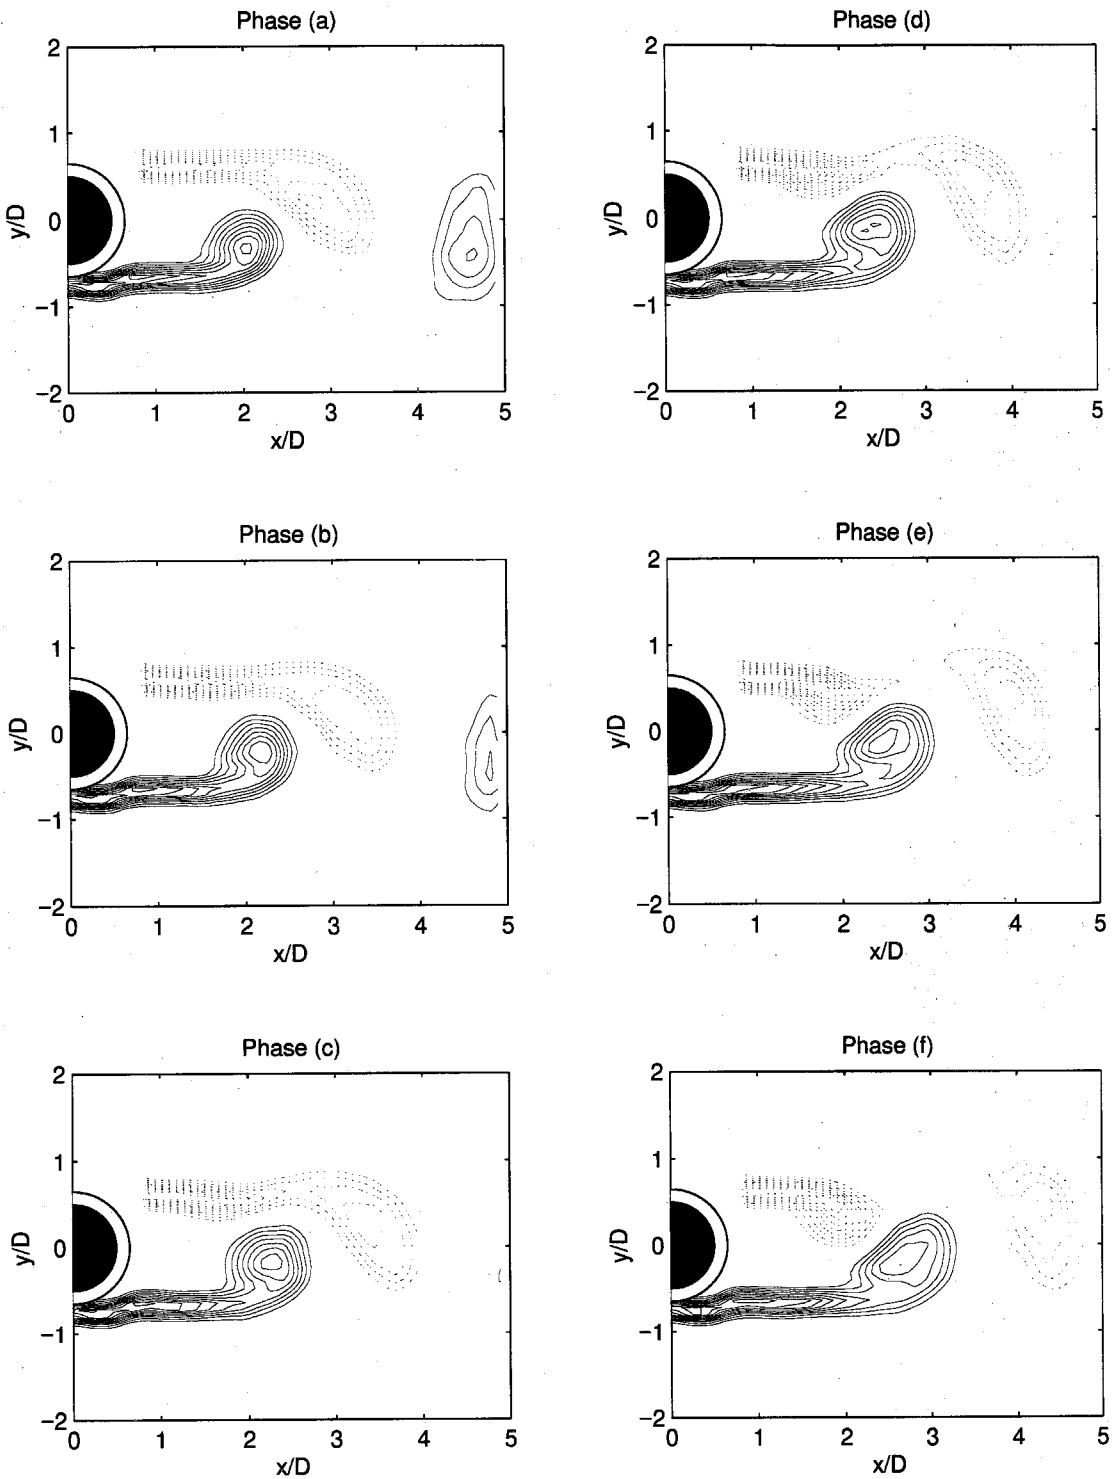 Phase (a)
2
1
0
−1
−2
y/D
0 1 2 3 4 5
x/D
Phase (d)
2
1
0
−1
−2
y/D
0 1 2 3 4 5
x/D
Phase (b)
2
1
0
−1
−2
y/D
0 1 2 3 4 5
x/D
Phase (e)
2
1
0
−1
−2
y/D
0 1 2 3 4 5
x/D
Phase (c)
2
1
0
−1
−2
y/D
0 1 2 3 4 5
x/D
Phase (f)
2
1
0
−1
−2
y/D
0 1 2 3 4 5
x/D